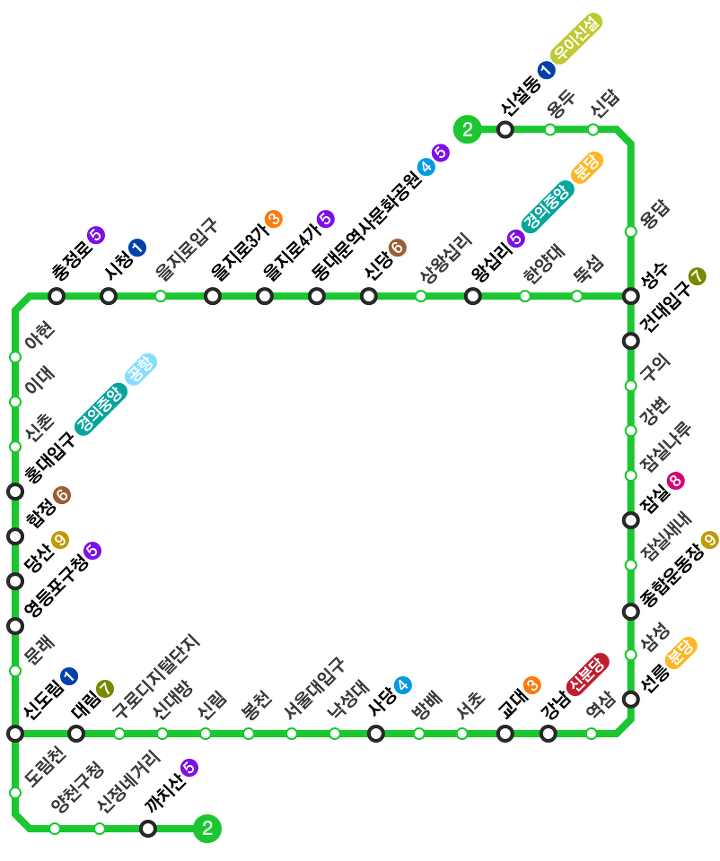 신설동 1 우이신설
용두
신답
2
용답
충정로 5
시청 1
을지로입구
을지로3가 3
을지로4가 5
동대문역사문화공원 4 5
신당 6
상왕십리
왕십리 5 경의중앙 분당
한양대
뚝섬
성수
건대입구 7
구의
강변
잠실나루
잠실 8
잠실새내
종합운동장 9
삼성
선릉 분당
아현
이대
신촌
홍대입구 경의중앙 공항
합정 6
당산 9
영등포구청 5
문래
신도림 1
대림 7
구로디지털단지
신대방
신림
봉천
서울대입구
낙성대
사당 4
방배
서초
교대 3
강남 신분당
역삼
도림천
양천구청
신정네거리
까치산 5
2